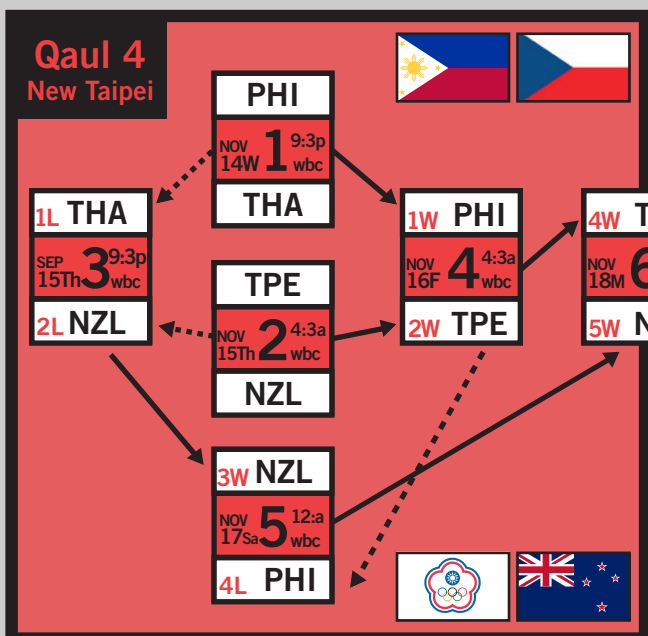 Qaul 4
New Taipei
PHI
NOV
14W
1
9:3p
wbc
THA
1L THA
SEP
15Th
3
9:3p
wbc
2L NZL
TPE
NOV
15Th
2
4:3a
wbc
NZL
1W PHI
NOV
16F
4
4:3a
wbc
2W TPE
4W T
NOV
18M
6
5W N
3W NZL
NOV
17Sa
5
12:a
wbc
4L PHI